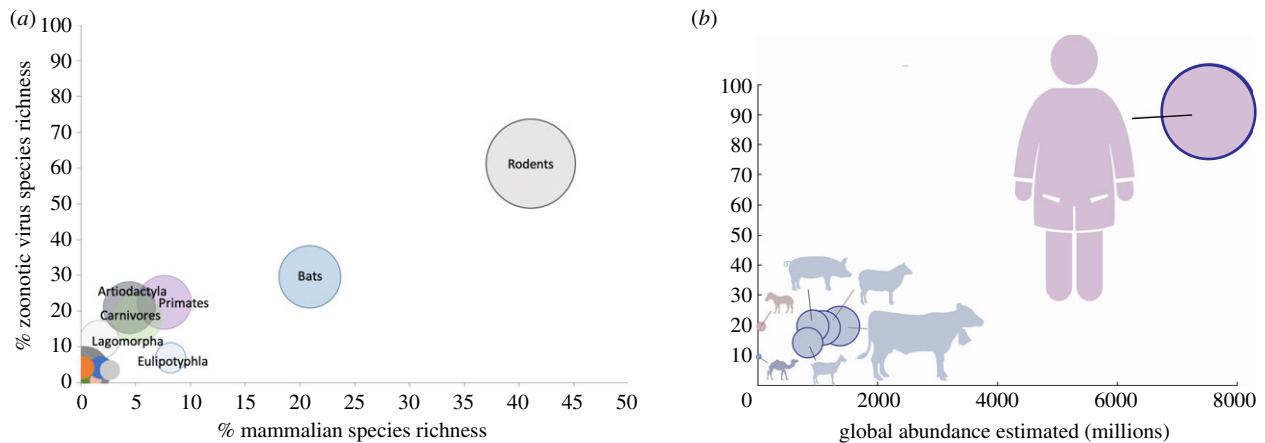 (a)
100
90
80
70
60
50
40
30
20
10
0
% zoonotic virus species richness
Rodents
Bats
Artiodactyla
Primates
Carnivores
Lagomorpha
Eulipotyphla
0 5 10 15 20 25 30 35 40 45 50
% mammalian species richness
(b)
100
90
80
70
60
50
40
30
20
10
0 2000 4000 6000 8000
global abundance estimated (millions)